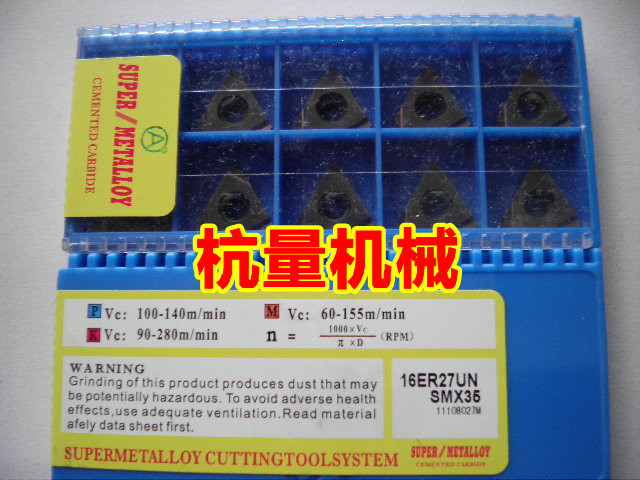 SUPER/METALLOY
CEMENTED CARBIDE
A
杭量机械
P Vc: 100-140m/min
M Vc: 60-155m/min
K Vc: 90-280m/min
n = 1000×Vc / π×D (RPM)
WARNING
Grinding of this product produces dust that may
be potentially hazardous. To avoid adverse health
effects,use adequate ventilation.Read material
afely data sheet first.
16ER27UN
SMX35
11108027M
SUPERMETALLOY CUTTINGTOOLSYSTEM
SUPER/METALLOY
CEMENTED CARBIDE